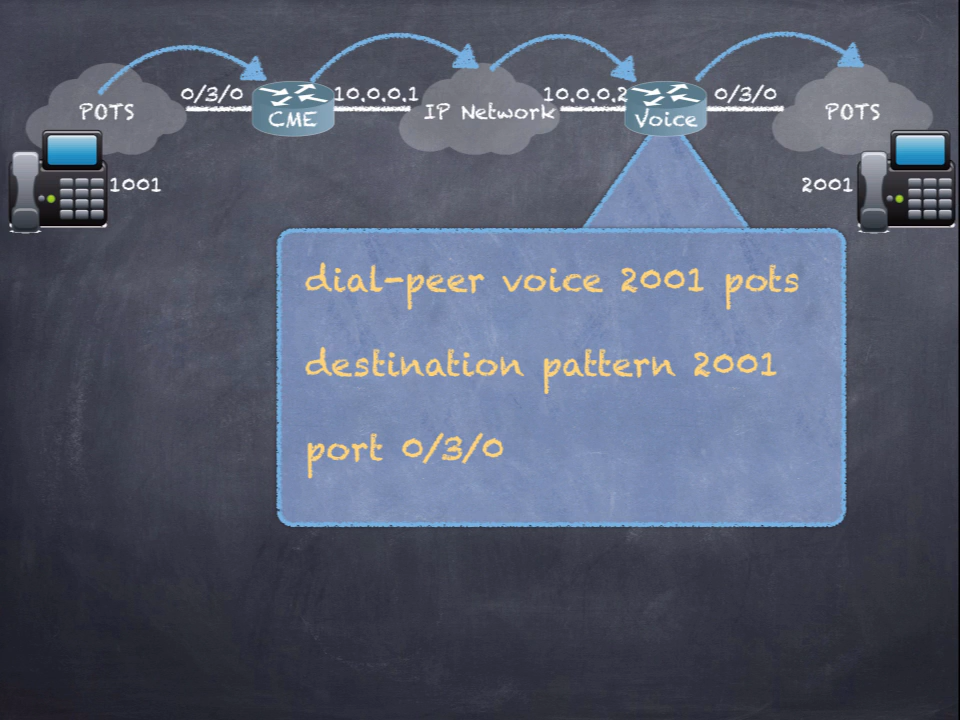 POTS
0/3/0
CME
10.0.0.1
IP Network
10.0.0.2
Voice
0/3/0
POTS
1001
2001
dial-peer voice 2001 pots
destination pattern 2001
port 0/3/0